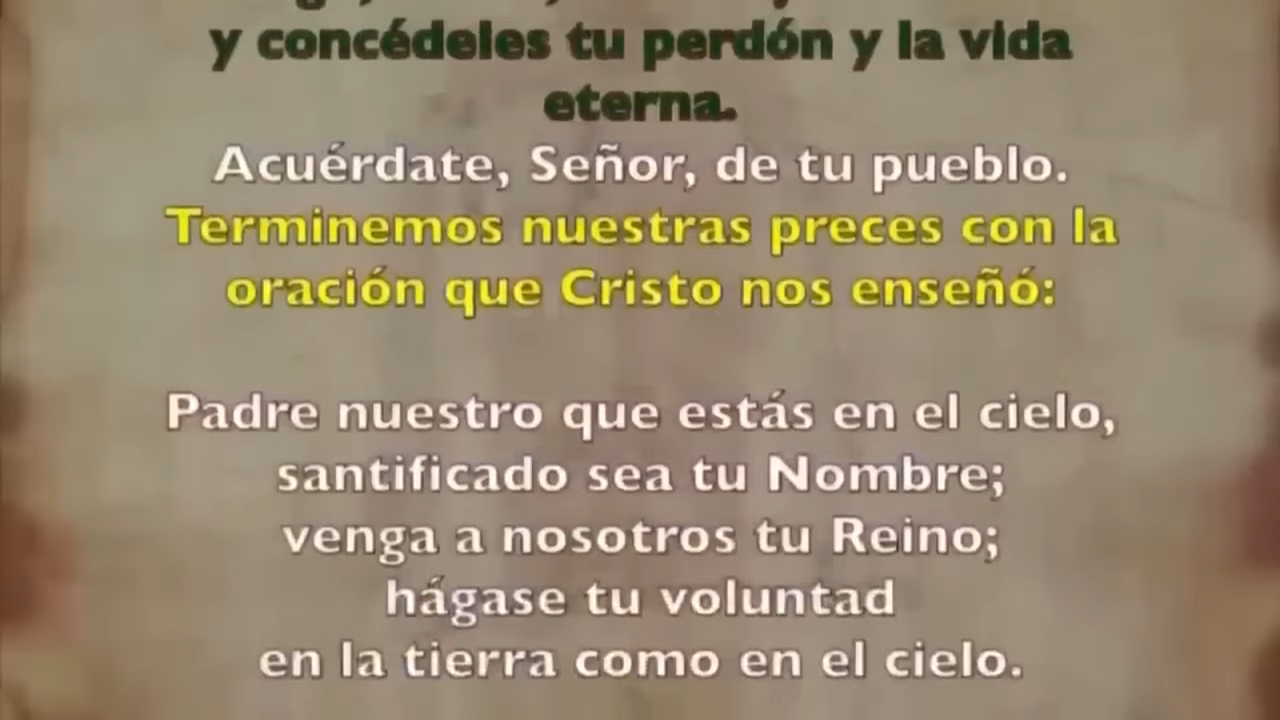 y concédeles tu perdón y la vida
eterna.
Acuérdate, Señor, de tu pueblo.
Terminemos nuestras preces con la
oración que Cristo nos enseñó:
Padre nuestro que estás en el cielo,
santificado sea tu Nombre;
venga a nosotros tu Reino;
hágase tu voluntad
en la tierra como en el cielo.